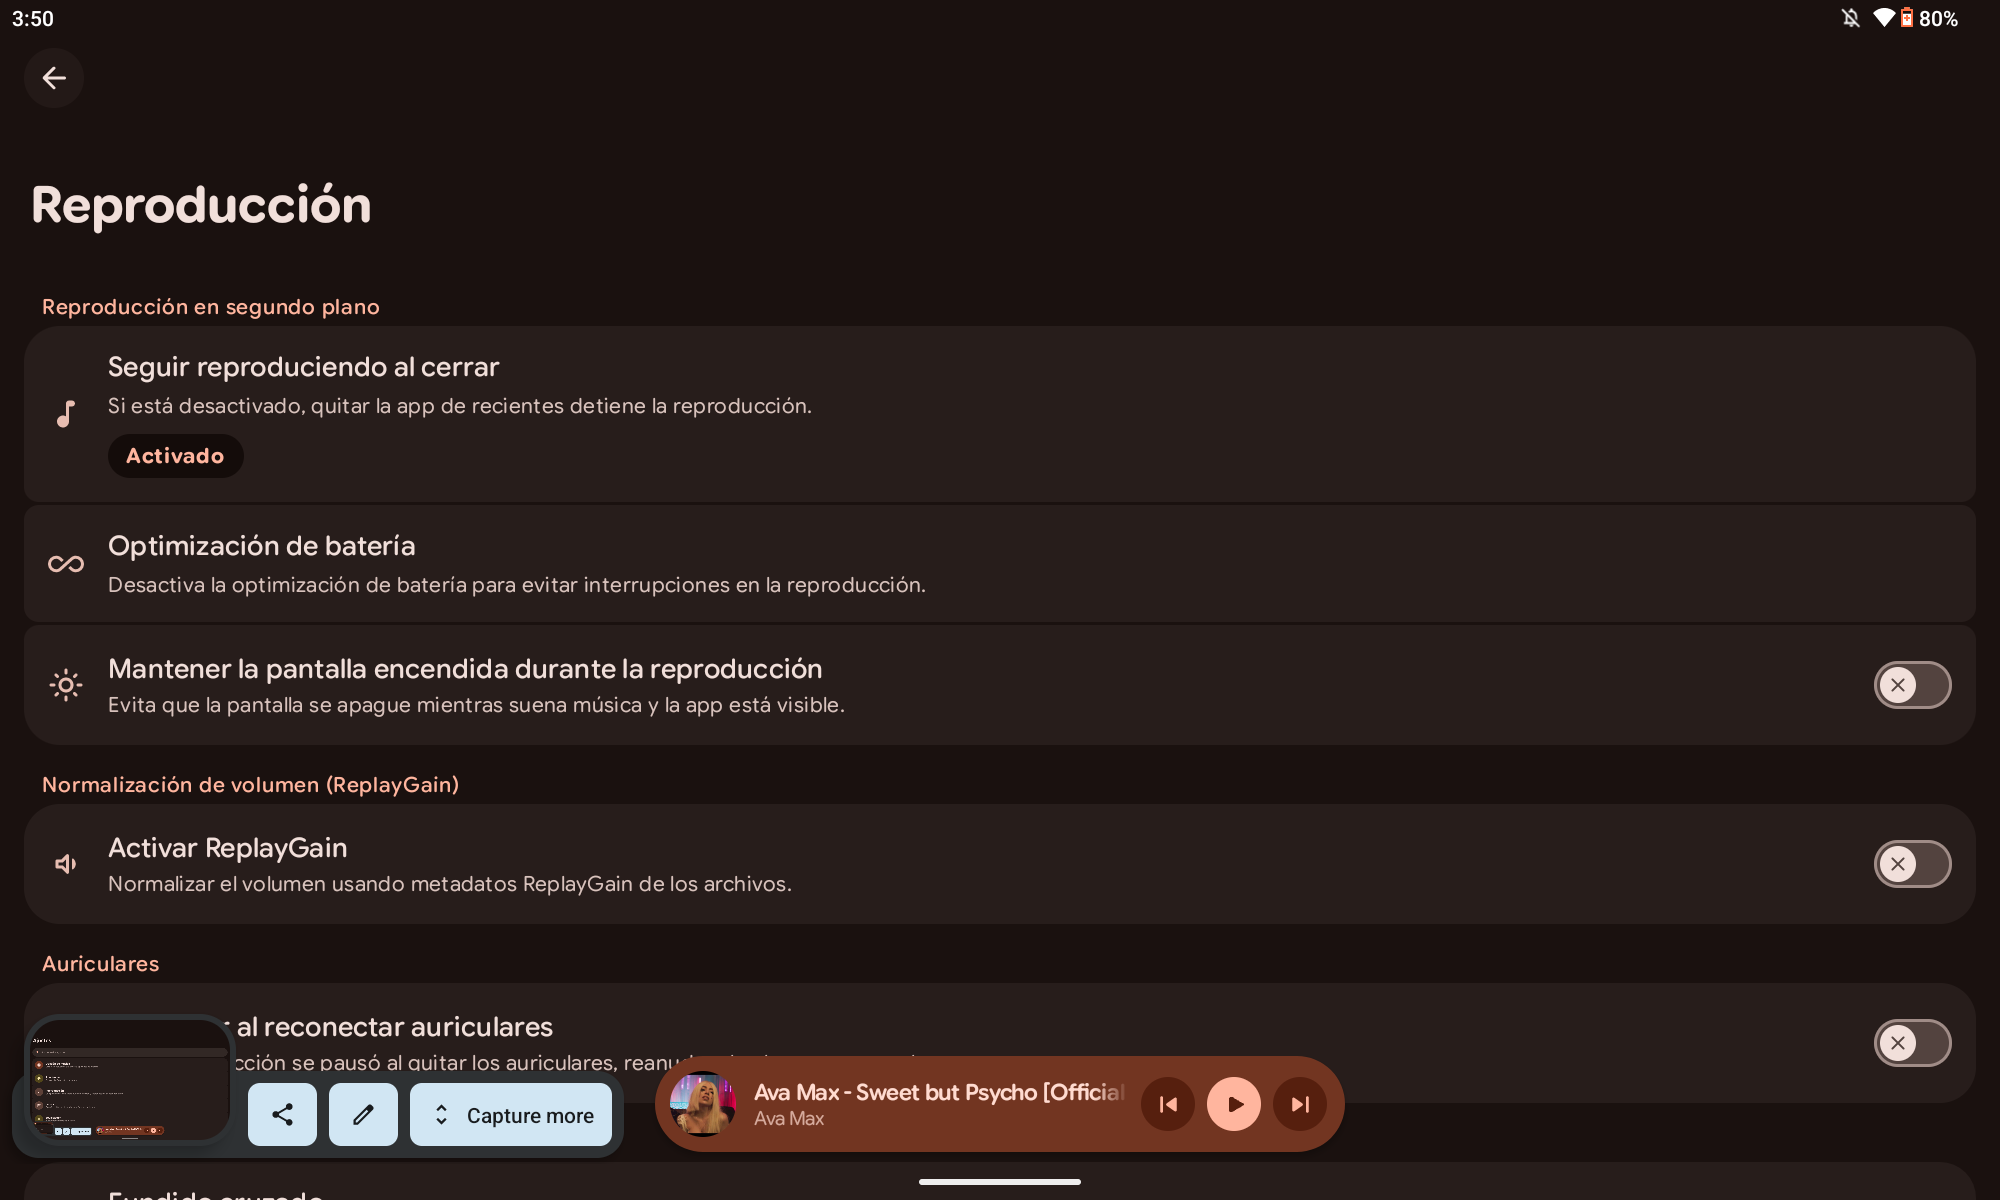 3:50
80%
Reproducción
Reproducción en segundo plano
Seguir reproduciendo al cerrar
Si está desactivado, quitar la app de recientes detiene la reproducción.
Activado
Optimización de batería
Desactiva la optimización de batería para evitar interrupciones en la reproducción.
Mantener la pantalla encendida durante la reproducción
Evita que la pantalla se apague mientras suena música y la app está visible.
Normalización de volumen (ReplayGain)
Activar ReplayGain
Normalizar el volumen usando metadatos ReplayGain de los archivos.
Auriculares
al reconectar auriculares
se pausó al quitar los auriculares,
Capture more
Ava Max - Sweet but Psycho [Official
Ava Max
Fundido cruzado